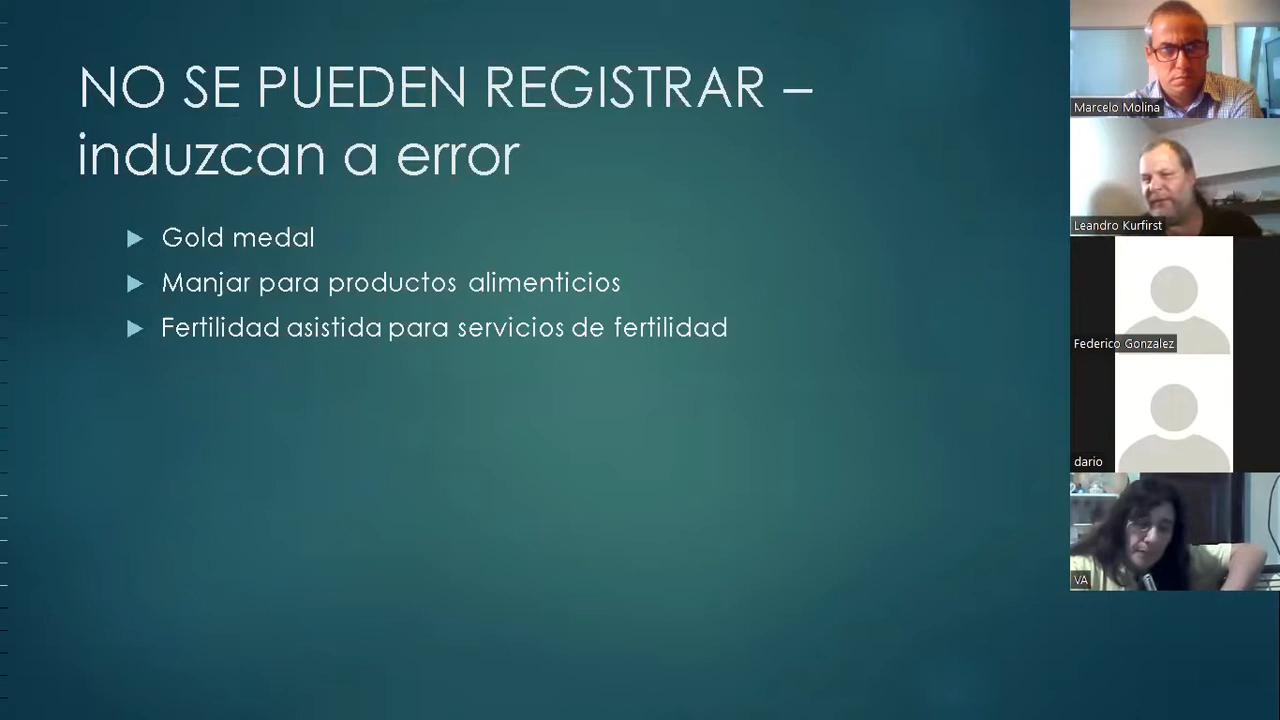 NO SE PUEDEN REGISTRAR –
induzcan a error
Gold medal
Manjar para productos alimenticios
Fertilidad asistida para servicios de fertilidad
Marcelo Molina
Leandro Kurfirst
Federico Gonzalez
dario
VA